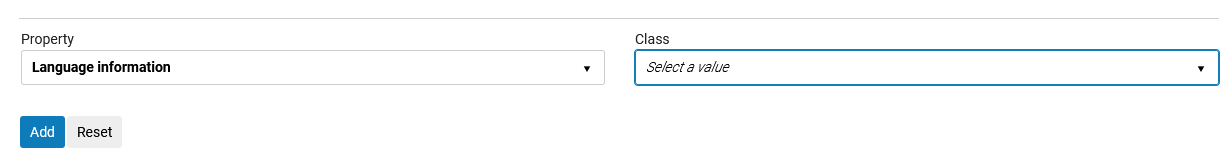 Property
Class
Language information
Select a value
Add
Reset